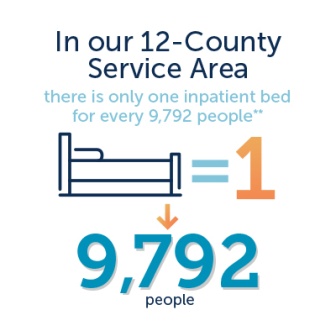 In our 12-County
Service Area
there is only one inpatient bed
for every 9,792 people**
=1
9,792
people